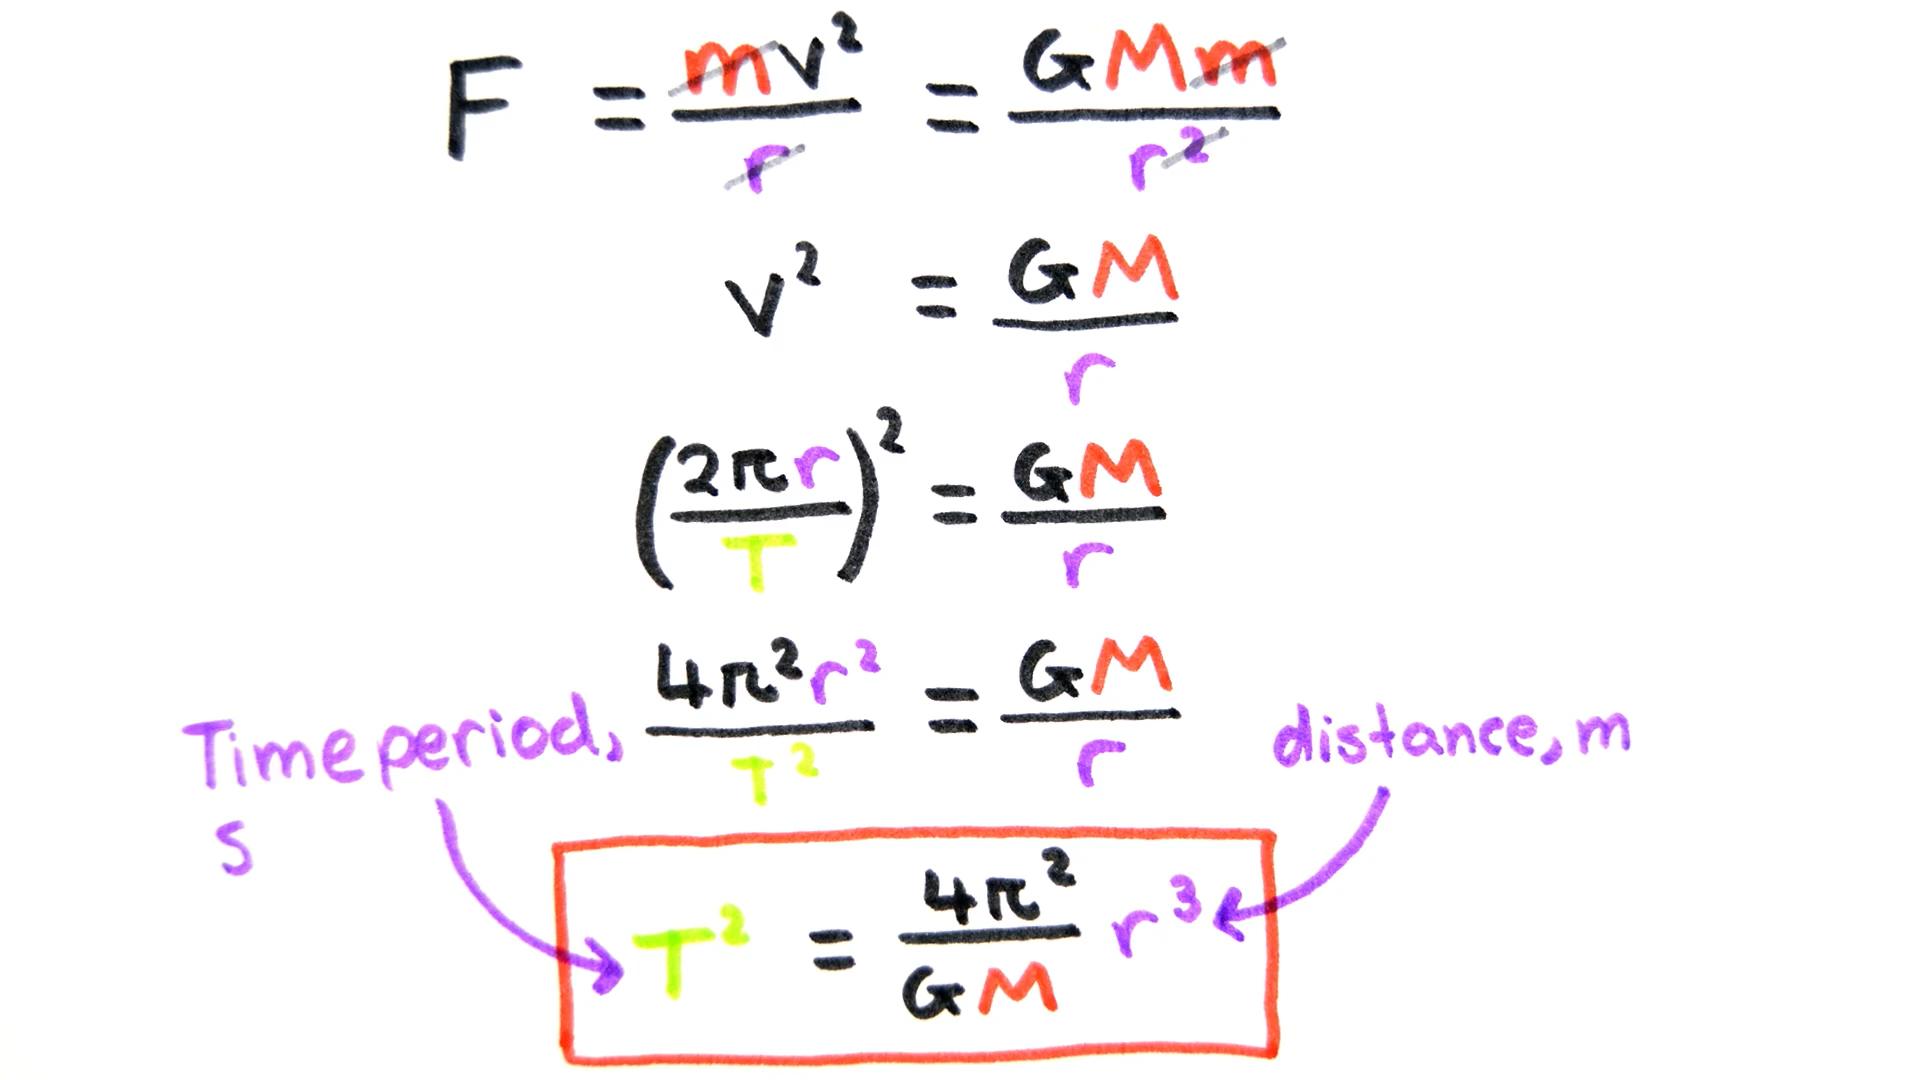 F = mv²/r = GMm/r²
v² = GM/r
(2πr/T)² = GM/r
4π²r²/T² = GM/r
Time period, s
distance, m
T² = 4π²/GM r³